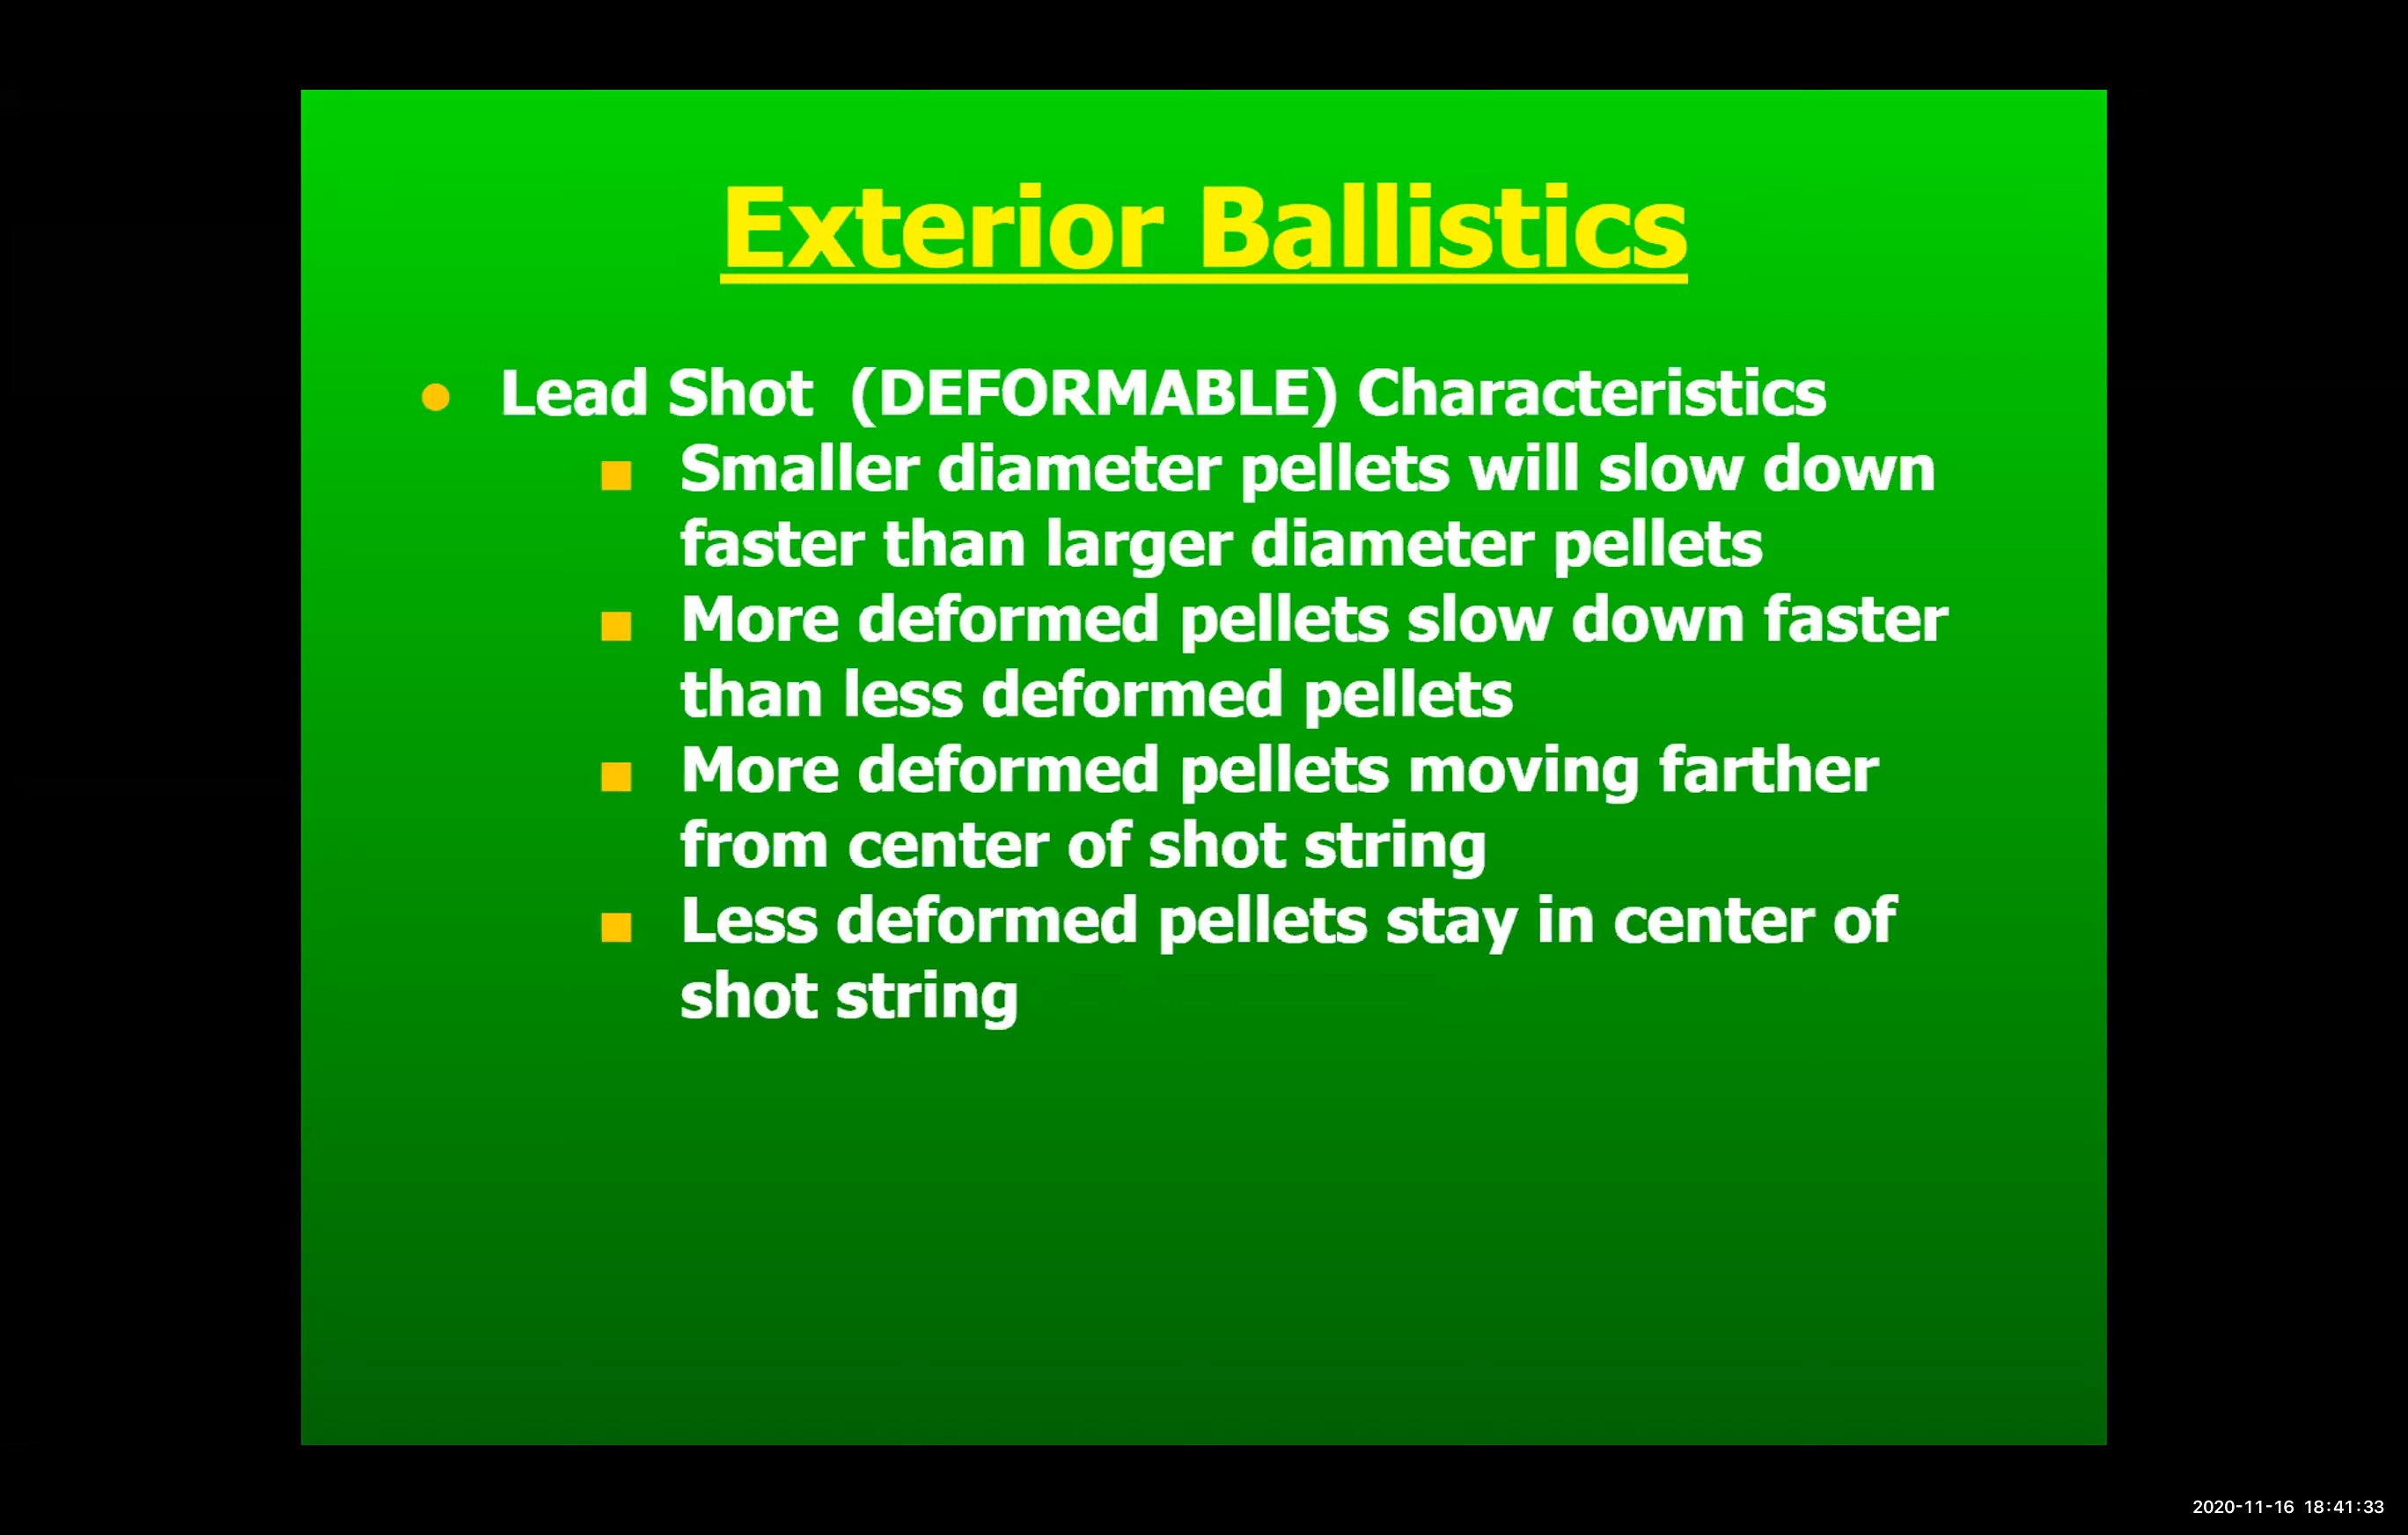 Exterior Ballistics
Lead Shot  (DEFORMABLE) Characteristics
Smaller diameter pellets will slow down
faster than larger diameter pellets
More deformed pellets slow down faster
than less deformed pellets
More deformed pellets moving farther
from center of shot string
Less deformed pellets stay in center of
shot string
2020-11-16 18:41:33